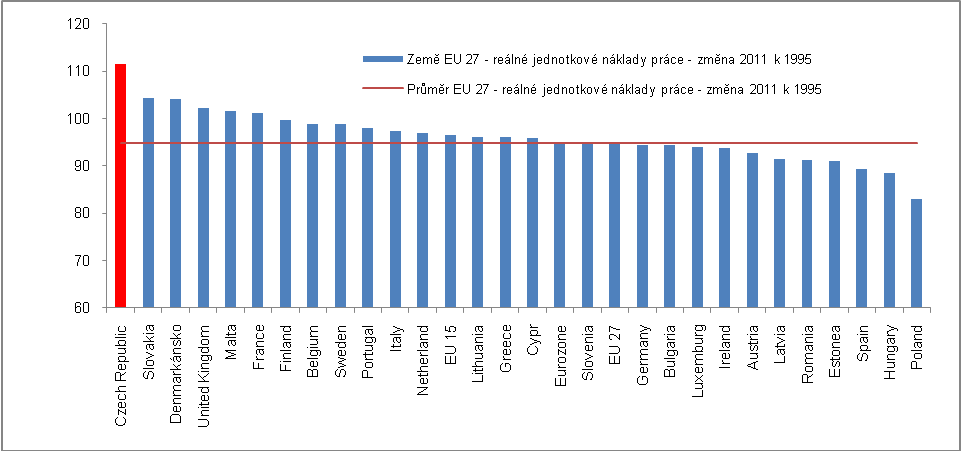 120
110
100
90
80
70
60
Země EU 27 - reálné jednotkové náklady práce - změna 2011 k 1995
Průměr EU 27 - reálné jednotkové náklady práce - změna 2011 k 1995
Czech Republic
Slovakia
Denmarkánsko
United Kingdom
Malta
France
Finland
Belgium
Sweden
Portugal
Italy
Netherland
EU 15
Lithuania
Greece
Cypr
Eurozone
Slovenia
EU 27
Germany
Bulgaria
Luxemburg
Ireland
Austria
Latvia
Romania
Estonea
Spain
Hungary
Poland